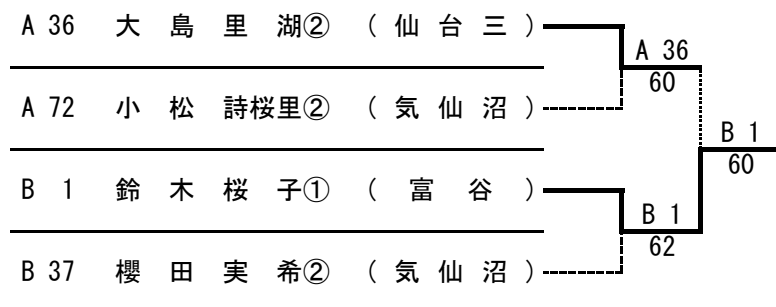 A 36 大島里湖② (仙台三)
A 36
60
A 72 小松詩桜里② (気仙沼)
B 1
60
B 1 鈴木桜子① (富谷)
B 1
62
B 37 櫻田実希② (気仙沼)